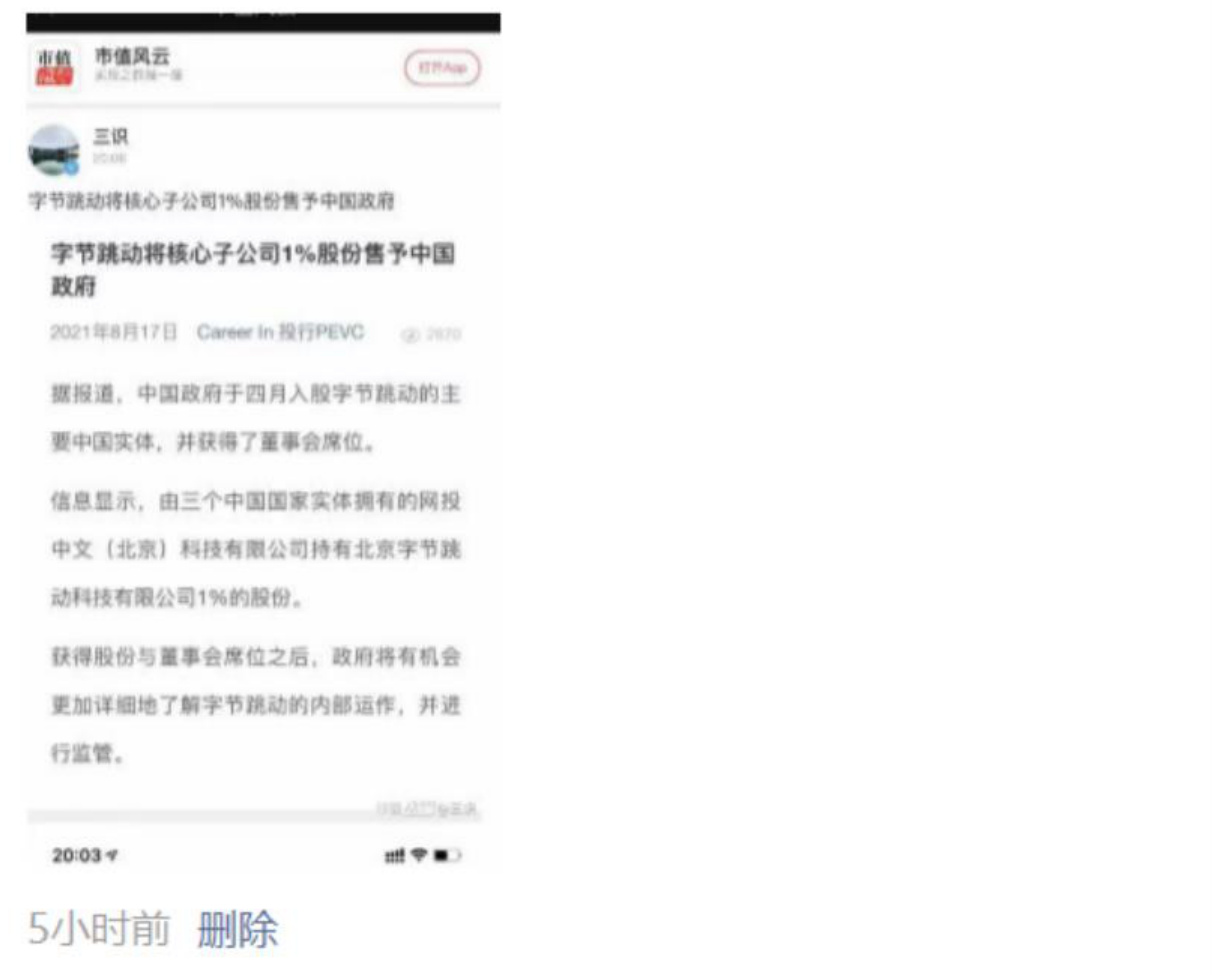 市值风云
打开App
三识
20:06
字节跳动将核心子公司1%股份售予中国政府
字节跳动将核心子公司1%股份售予中国
政府
2021年8月17日 Career In 投行PEVC 2670
据报道，中国政府于四月入股字节跳动的主
要中国实体，并获得了董事会席位。
信息显示，由三个中国国家实体拥有的网投
中文（北京）科技有限公司持有北京字节跳
动科技有限公司1%的股份。
获得股份与董事会席位之后，政府将有机会
更加详细地了解字节跳动的内部运作，并进
行监管。
20:03
5小时前 删除